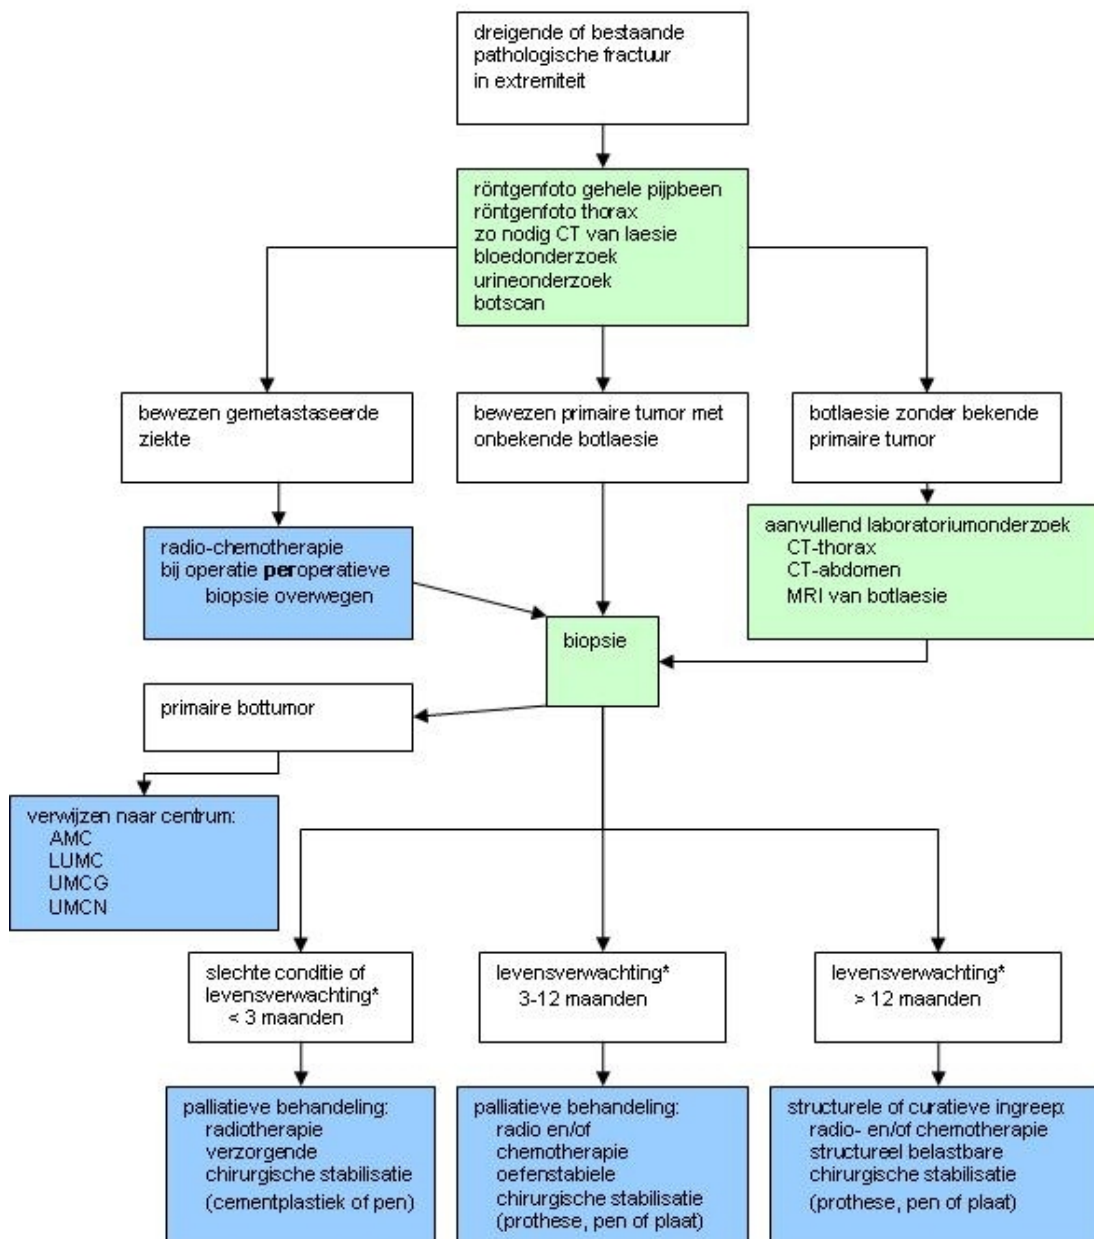 dreigende of bestaande
pathologische fractuur
in extremiteit
röntgenfoto gehele pijpbeen
röntgenfoto thorax
zo nodig CT van laesie
bloedonderzoek
urineonderzoek
botscan
bewezen gemetastaseerde
ziekte
bewezen primaire tumor met
onbekende botlaesie
botlaesie zonder bekende
primaire tumor
radio-chemotherapie
bij operatie peroperatieve
biopsie overwegen
aanvullend laboratoriumonderzoek
CT-thorax
CT-abdomen
MRI van botlaesie
biopsie
primaire bottumor
verwijzen naar centrum:
AMC
LUMC
UMCG
UMCN
slechte conditie of
levensverwachting*
< 3 maanden
levensverwachting*
3-12 maanden
levensverwachting*
> 12 maanden
palliatieve behandeling:
radiotherapie
verzorgende
chirurgische stabilisatie
(cementplastiek of pen)
palliatieve behandeling:
radio en/of
chemotherapie
oefenstabiele
chirurgische stabilisatie
(prothese, pen of plaat)
structurele of curatieve ingreep:
radio- en/of chemotherapie
structureel belastbare
chirurgische stabilisatie
(prothese, pen of plaat)